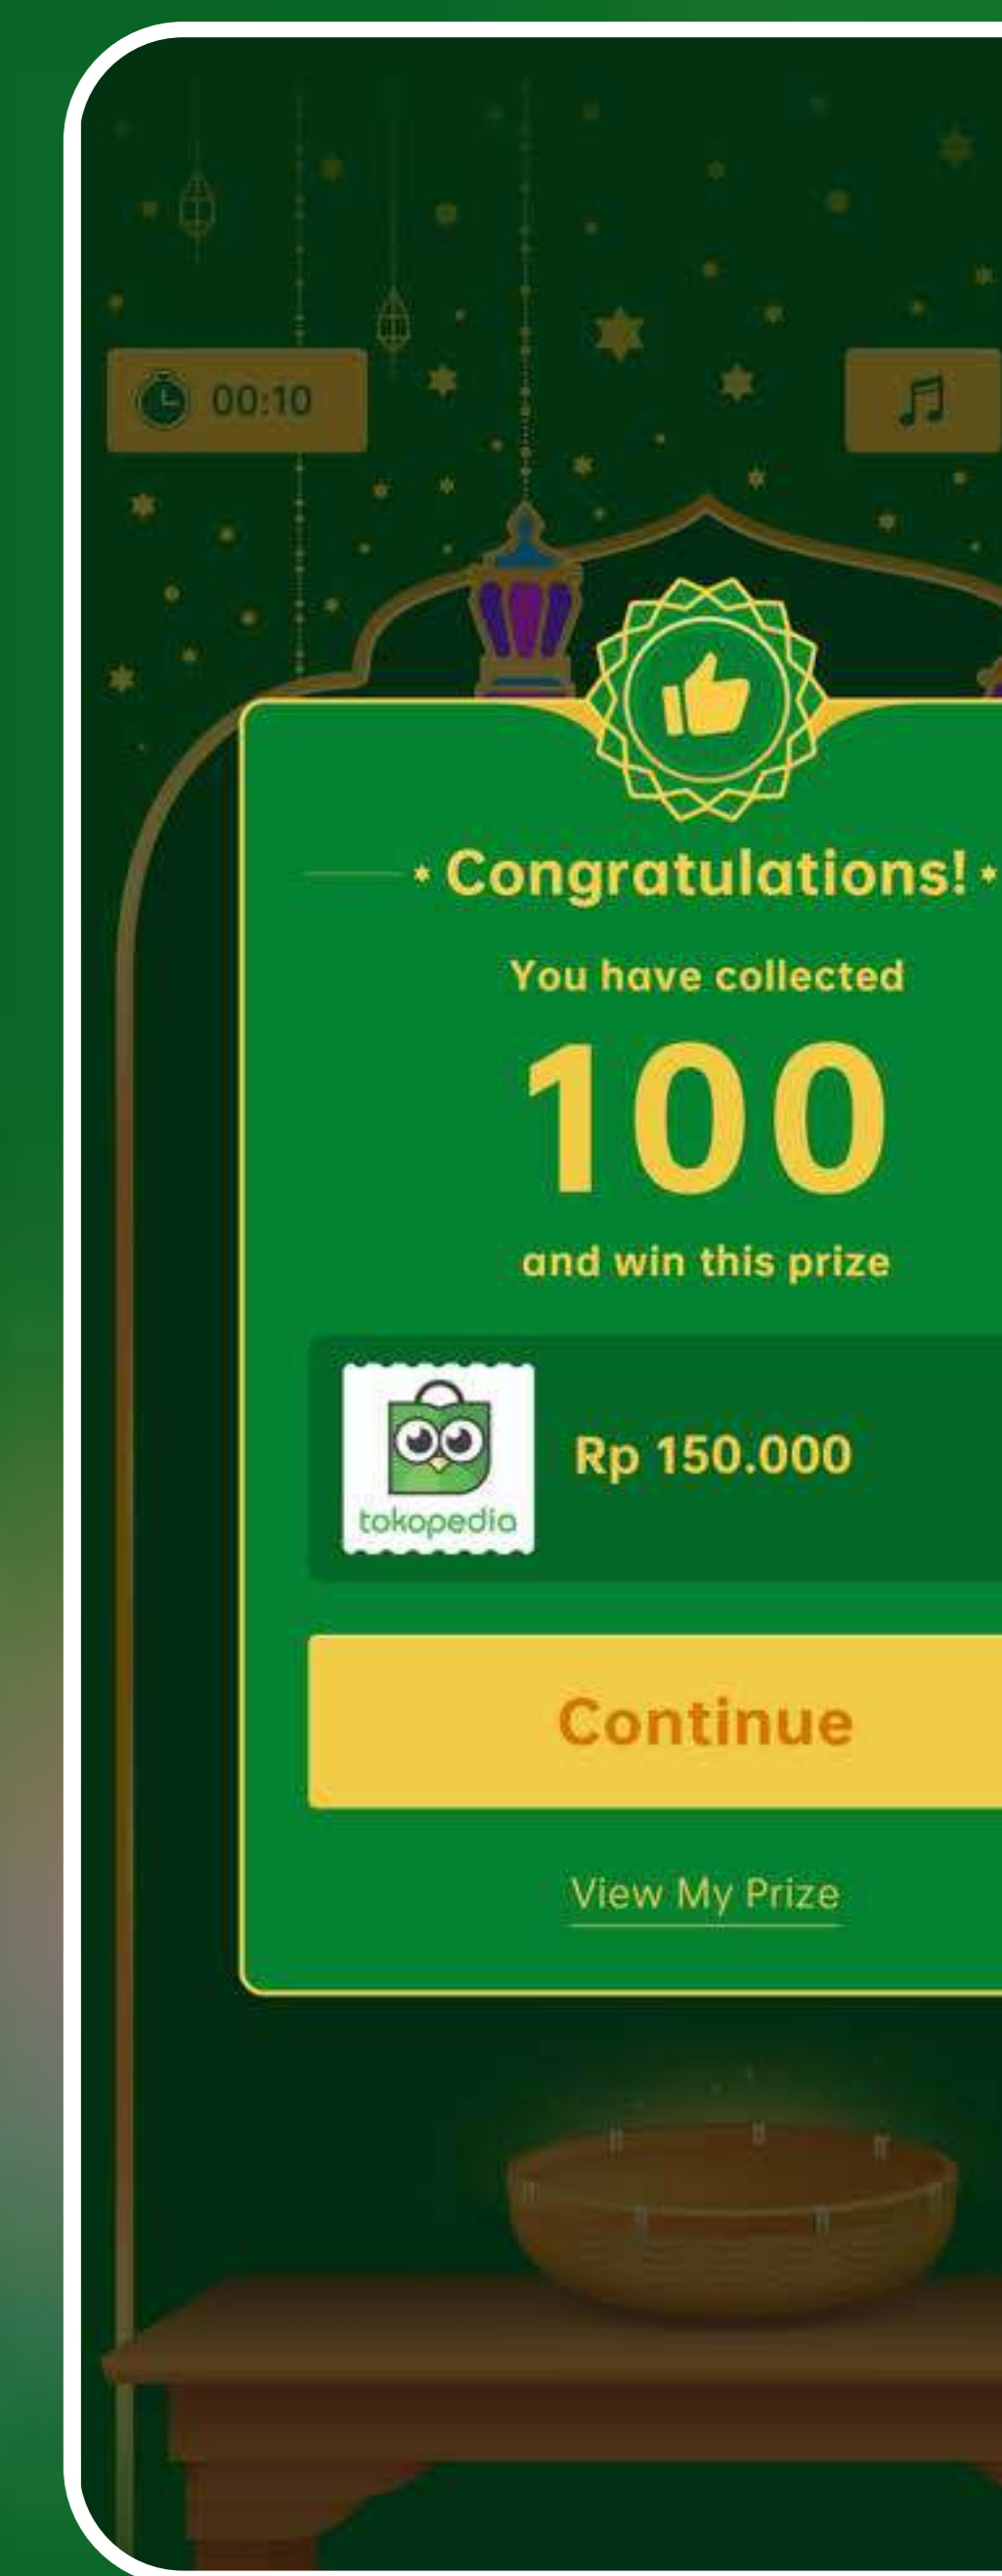 00:10
Congratulations!
You have collected
100
and win this prize
tokopedia
Rp 150.000
Continue
View My Prize